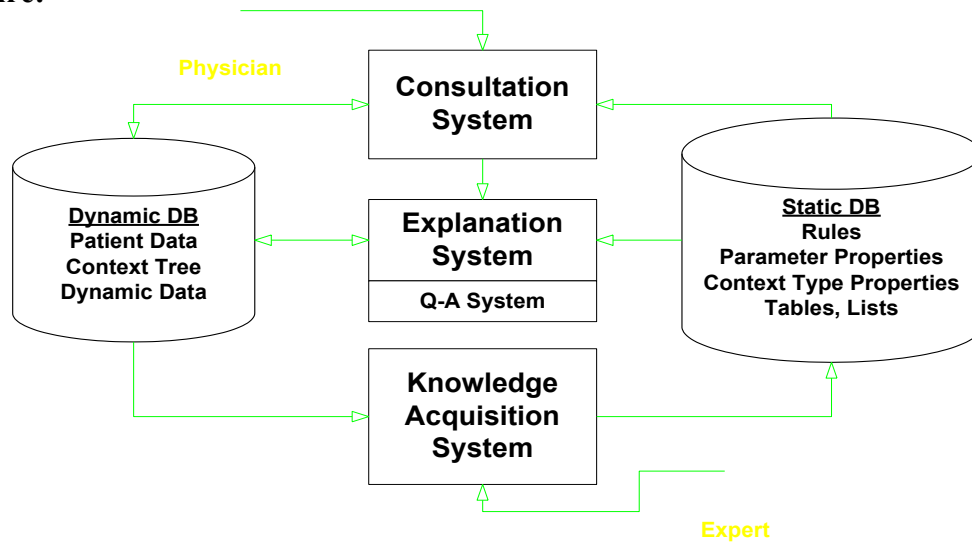 Physician
Consultation
System
Dynamic DB
Patient Data
Context Tree
Dynamic Data
Explanation
System
Q-A System
Static DB
Rules
Parameter Properties
Context Type Properties
Tables, Lists
Knowledge
Acquisition
System
Expert